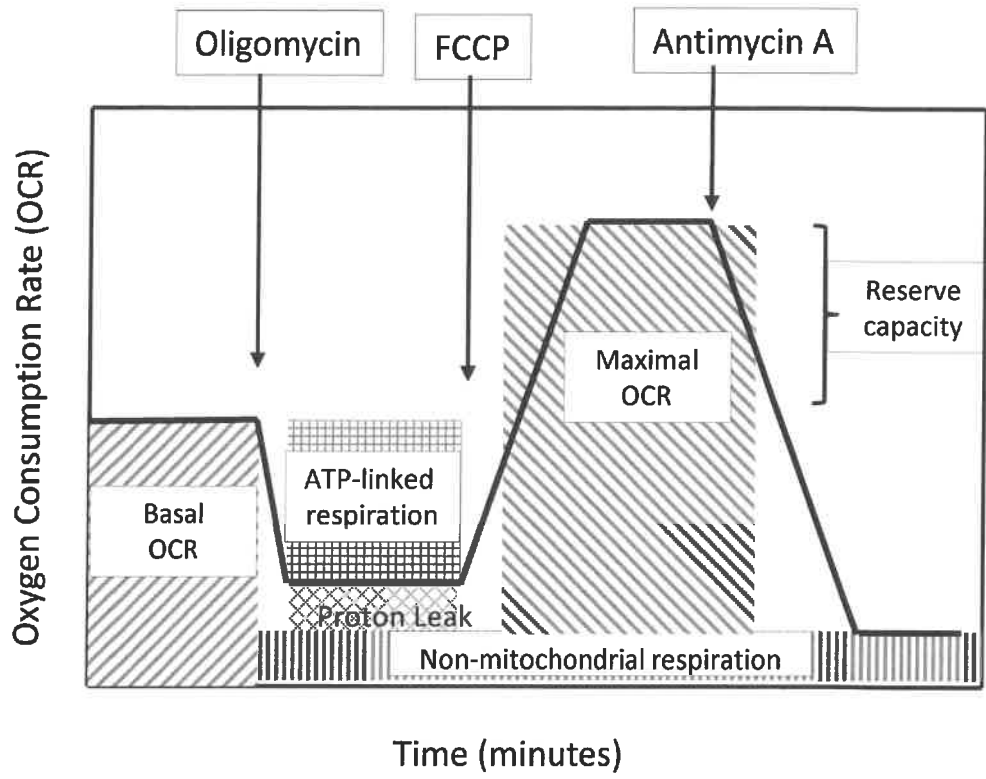 Oligomycin
FCCP
Antimycin A
Oxygen Consumption Rate (OCR)
Reserve
capacity
Maximal
OCR
ATP-linked
respiration
Basal
OCR
Proton Leak
Non-mitochondrial respiration
Time (minutes)